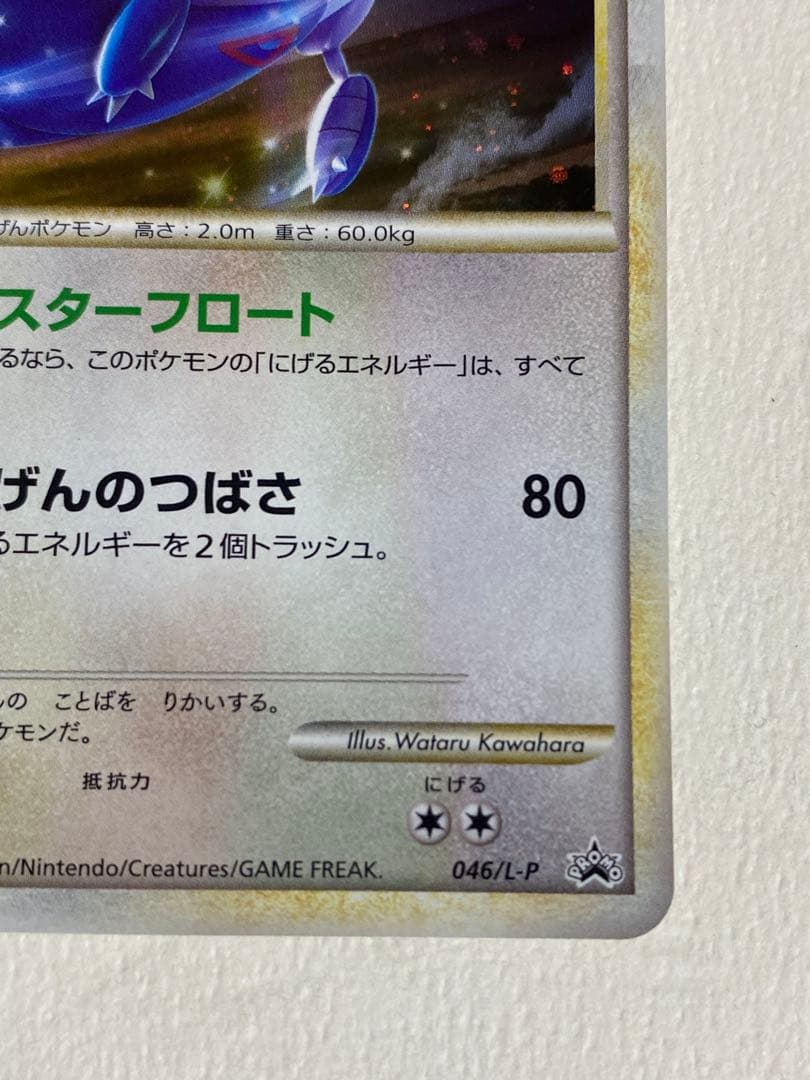 げんポケモン 高さ：2.0m 重さ：60.0kg
スターフロート
るなら、このポケモンの「にげるエネルギー」は、すべて
げんのつばさ 80
るエネルギーを2個トラッシュ。
んの ことばを りかいする。
ケモンだ。
Illus. Wataru Kawahara
抵抗力 にげる
n/Nintendo/Creatures/GAME FREAK. 046/L-P PROMO